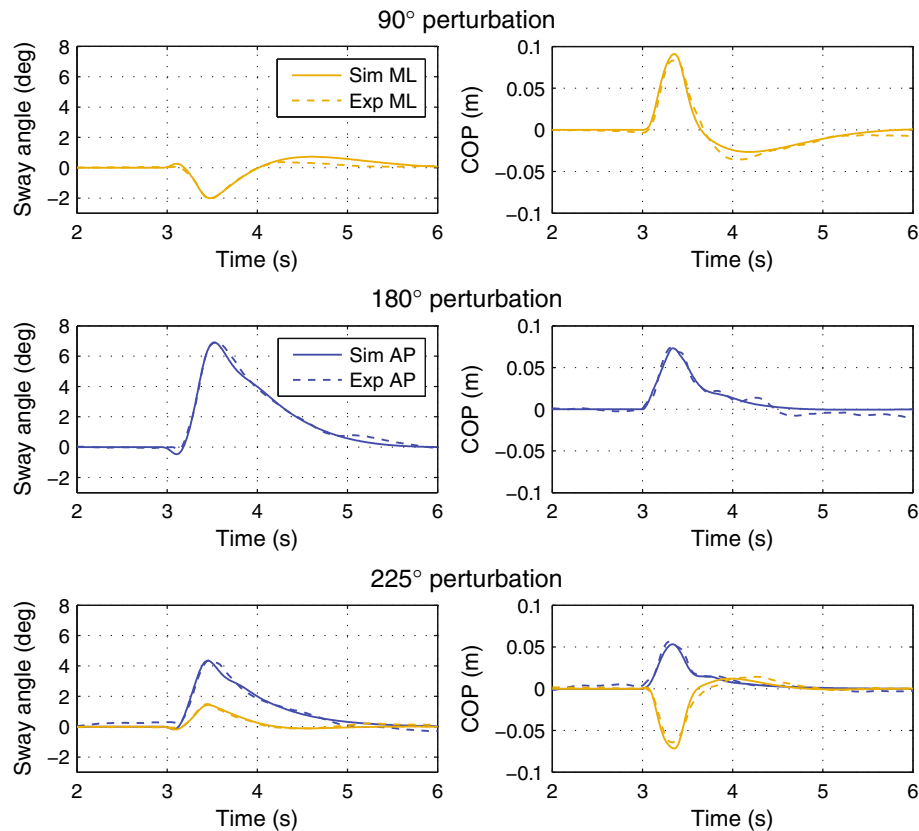 90° perturbation
Sway angle (deg)
8
6
4
2
0
−2
Sim ML
Exp ML
2 3 4 5 6
Time (s)
COP (m)
0.1
0.05
0
−0.05
−0.1
2 3 4 5 6
Time (s)
180° perturbation
Sway angle (deg)
8
6
4
2
0
−2
Sim AP
Exp AP
2 3 4 5 6
Time (s)
COP (m)
0.1
0.05
0
−0.05
−0.1
2 3 4 5 6
Time (s)
225° perturbation
Sway angle (deg)
8
6
4
2
0
−2
2 3 4 5 6
Time (s)
COP (m)
0.1
0.05
0
−0.05
−0.1
2 3 4 5 6
Time (s)